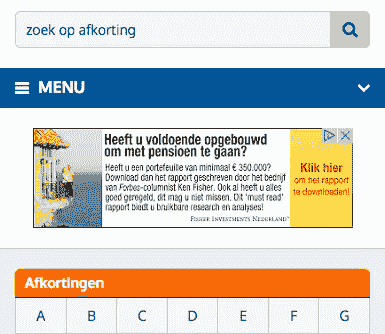 zoek op afkorting
MENU
Heeft u voldoende opgebouwd
om met pensioen te gaan?
Heeft u een portefeuille van minimaal € 350.000?
Download dan het rapport geschreven door het bedrijf
van Forbes-columnist Ken Fisher. Ook al heeft u alles
goed geregeld, dit mag u niet missen. Dit 'must read'
rapport biedt u bruikbare research en analyses!
FISHER INVESTMENTS NEDERLAND™
Klik hier
om het rapport
te downloaden!
Afkortingen
A B C D E F G